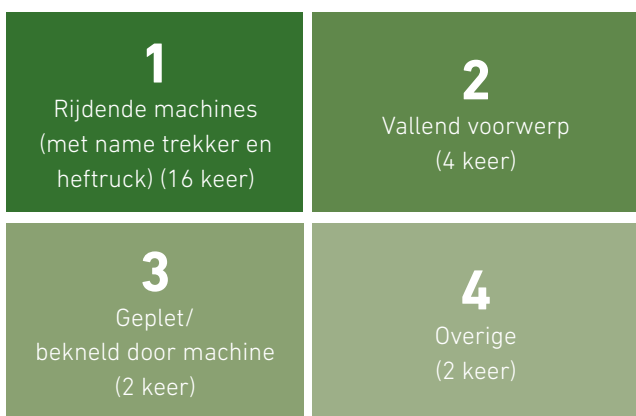 1
Rijdende machines
(met name trekker en
heftruck) (16 keer)
2
Vallend voorwerp
(4 keer)
3
Geplet/
bekneld door machine
(2 keer)
4
Overige
(2 keer)